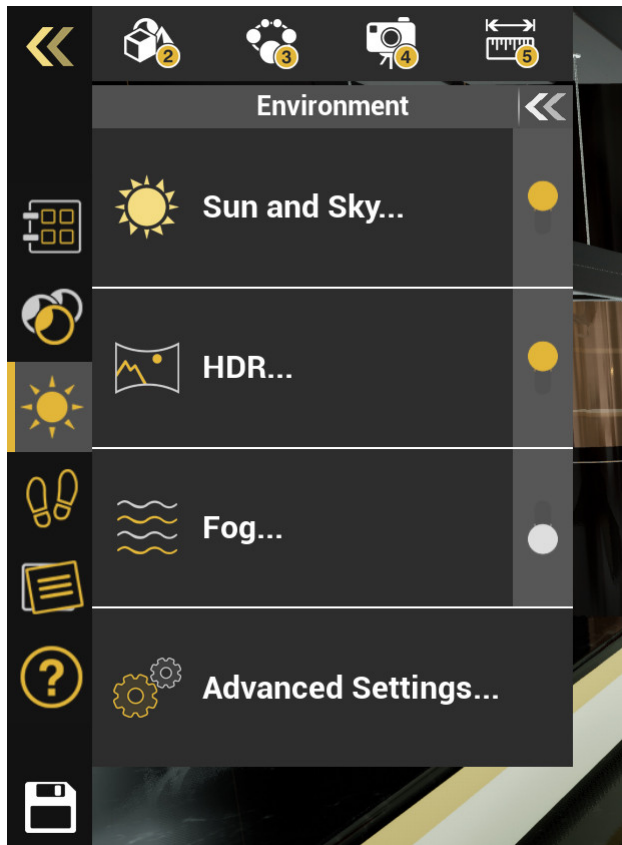 2
3
4
5
Environment
Sun and Sky...
HDR...
Fog...
Advanced Settings...
?